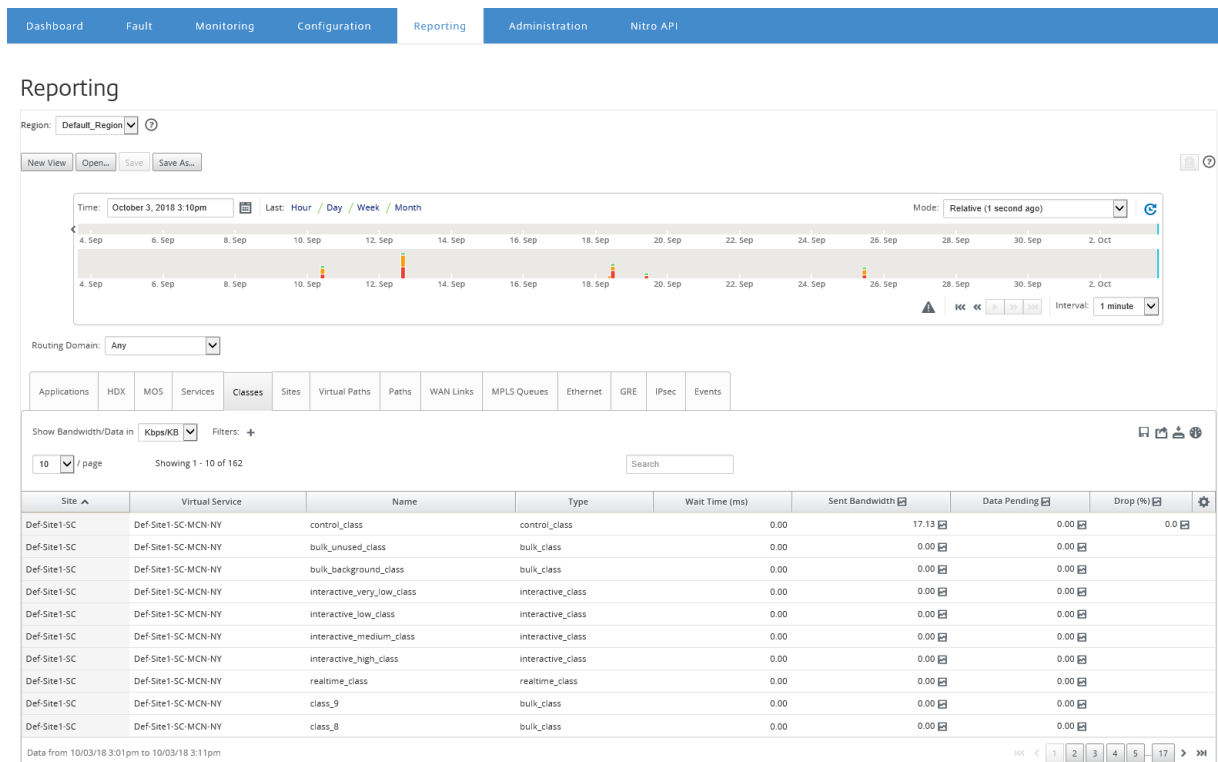 Dashboard Fault Monitoring Configuration Reporting Administration Nitro API
Reporting
Region: Default_Region
New View Open... Save Save As...
Time: October 3, 2018 3:10pm Last: Hour / Day / Week / Month Mode: Relative (1 second ago)
4. Sep 6. Sep 8. Sep 10. Sep 12. Sep 14. Sep 16. Sep 18. Sep 20. Sep 22. Sep 24. Sep 26. Sep 28. Sep 30. Sep 2. Oct
4. Sep 6. Sep 8. Sep 10. Sep 12. Sep 14. Sep 16. Sep 18. Sep 20. Sep 22. Sep 24. Sep 26. Sep 28. Sep 30. Sep 2. Oct
Interval: 1 minute
Routing Domain: Any
Applications HDX MOS Services Classes Sites Virtual Paths Paths WAN Links MPLS Queues Ethernet GRE IPsec Events
Show Bandwidth/Data in Kbps/KB Filters: +
10 / page Showing 1 - 10 of 162 Search
Site Virtual Service Name Type Wait Time (ms) Sent Bandwidth Data Pending Drop (%)
Def-Site1-SC Def-Site1-SC-MCN-NY control_class control_class 0.00 17.13 0.00 0.0
Def-Site1-SC Def-Site1-SC-MCN-NY bulk_unused_class bulk_class 0.00 0.00 0.00
Def-Site1-SC Def-Site1-SC-MCN-NY bulk_background_class bulk_class 0.00 0.00 0.00
Def-Site1-SC Def-Site1-SC-MCN-NY interactive_very_low_class interactive_class 0.00 0.00 0.00
Def-Site1-SC Def-Site1-SC-MCN-NY interactive_low_class interactive_class 0.00 0.00 0.00
Def-Site1-SC Def-Site1-SC-MCN-NY interactive_medium_class interactive_class 0.00 0.00 0.00
Def-Site1-SC Def-Site1-SC-MCN-NY interactive_high_class interactive_class 0.00 0.00 0.00
Def-Site1-SC Def-Site1-SC-MCN-NY realtime_class realtime_class 0.00 0.00 0.00
Def-Site1-SC Def-Site1-SC-MCN-NY class_9 bulk_class 0.00 0.00 0.00
Def-Site1-SC Def-Site1-SC-MCN-NY class_8 bulk_class 0.00 0.00 0.00
Data from 10/03/18 3:01pm to 10/03/18 3:11pm 1 2 3 4 5 ... 17